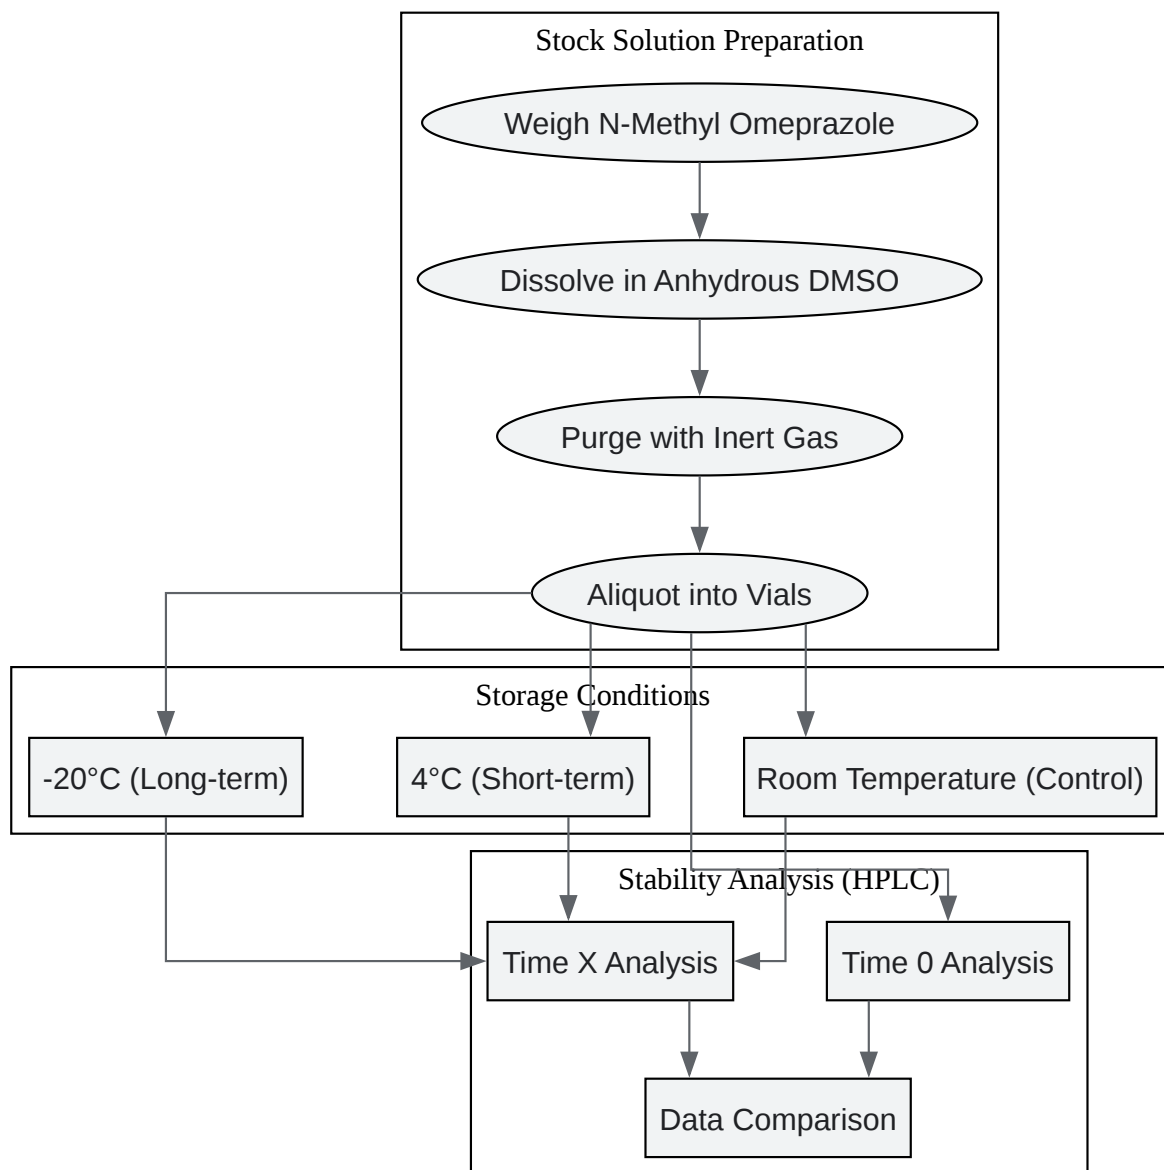 Stock Solution Preparation
Weigh N-Methyl Omeprazole
Dissolve in Anhydrous DMSO
Purge with Inert Gas
Aliquot into Vials
Storage Conditions
-20°C (Long-term)
4°C (Short-term)
Room Temperature (Control)
Stability Analysis (HPLC)
Time X Analysis
Time 0 Analysis
Data Comparison